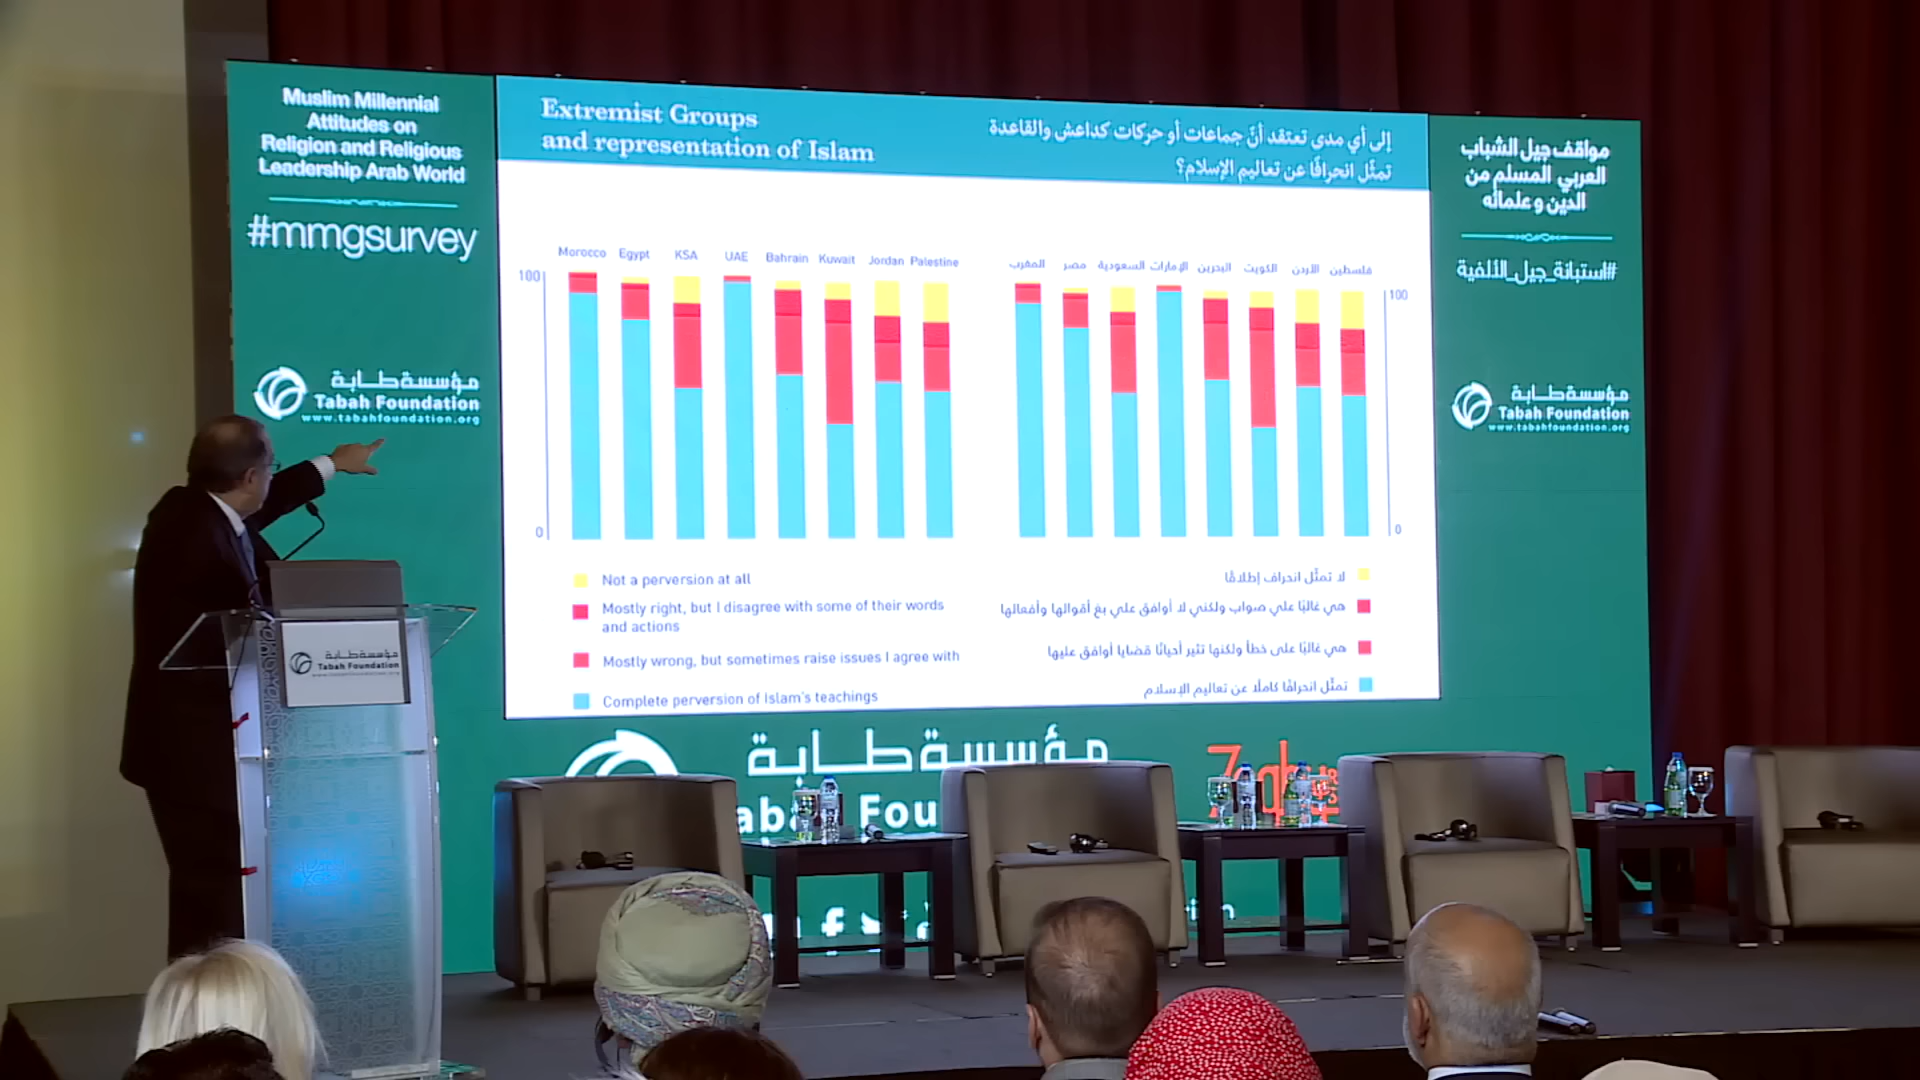 Muslim Millennial
Attitudes on
Religion and Religious
Leadership Arab World
#mmgsurvey
مؤسسة طابة
Tabah Foundation
www.tabahfoundation.org
Extremist Groups
and representation of Islam
إلى أي مدى تعتقد أنّ جماعات أو حركات كداعش والقاعدة
تمثّل انحرافًا عن تعاليم الإسلام؟
Morocco Egypt KSA UAE Bahrain Kuwait Jordan Palestine
100
0
المغرب مصر السعودية الإمارات البحرين الكويت الأردن فلسطين
100
0
Not a perversion at all
Mostly right, but I disagree with some of their words
and actions
Mostly wrong, but sometimes raise issues I agree with
Complete perversion of Islam's teachings
لا تمثّل انحراف إطلاقًا
هي غالبًا علي صواب ولكني لا أوافق علي بغ أقوالها وأفعالها
هي غالبًا على خطأ ولكنها تثير أحيانًا قضايا أوافق عليها
تمثّل انحرافًا كاملًا عن تعاليم الإسلام
مواقف جيل الشباب
العربي المسلم من
الدين و علمائه
#استبانة_جيل_الألفية
مؤسسة طابة
Tabah Foundation
www.tabahfoundation.org
مؤسسة طابة
Tabah Foundation
مؤسسة طابة